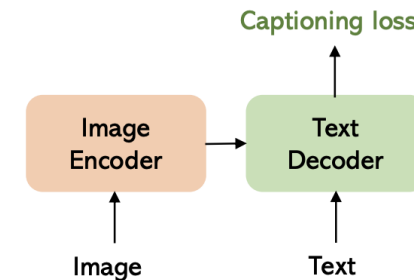 Captioning loss
Image
Encoder
Text
Decoder
Image
Text